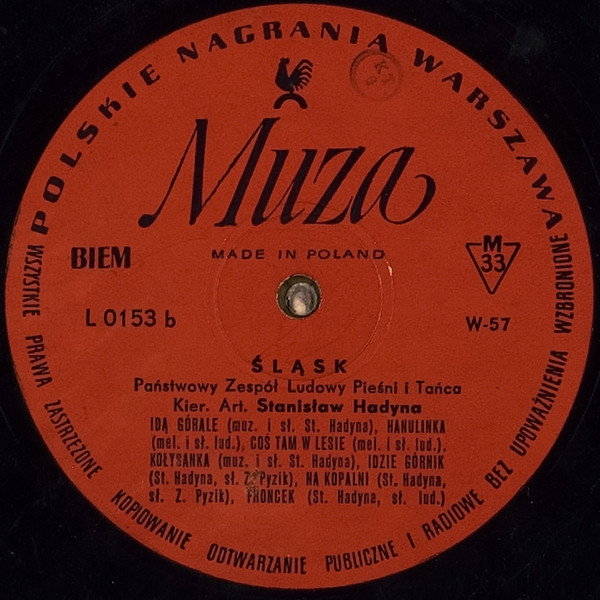 POLSKIE NAGRANIA WARSZAWA
Muza
MADE IN POLAND
BIEM
M
33
L 0153 b
W-57
ŚLĄSK
Państwowy Zespół Ludowy Pieśni i Tańca
Kier. Art. Stanisław Hadyna
IDĄ GÓRALE (muz. i sł. St. Hadyna), HANULINKA
(mel. i sł. lud.), COŚ TAM W LESIE (mel. i sł. lud.),
KOŁYSANKA (muz. i sł. St. Hadyna), IDZIE GÓRNIK
(St. Hadyna, sł. Z. Pyzik), NA KOPALNI (St. Hadyna,
sł. Z. Pyzik), FRONCEK (St. Hadyna, sł. lud.)
WSZYSTKIE PRAWA ZASTRZEŻONE KOPIOWANIE ODTWARZANIE PUBLICZNE I RADIOWE BEZ UPOWAŻNIENIA WZBRONIONE